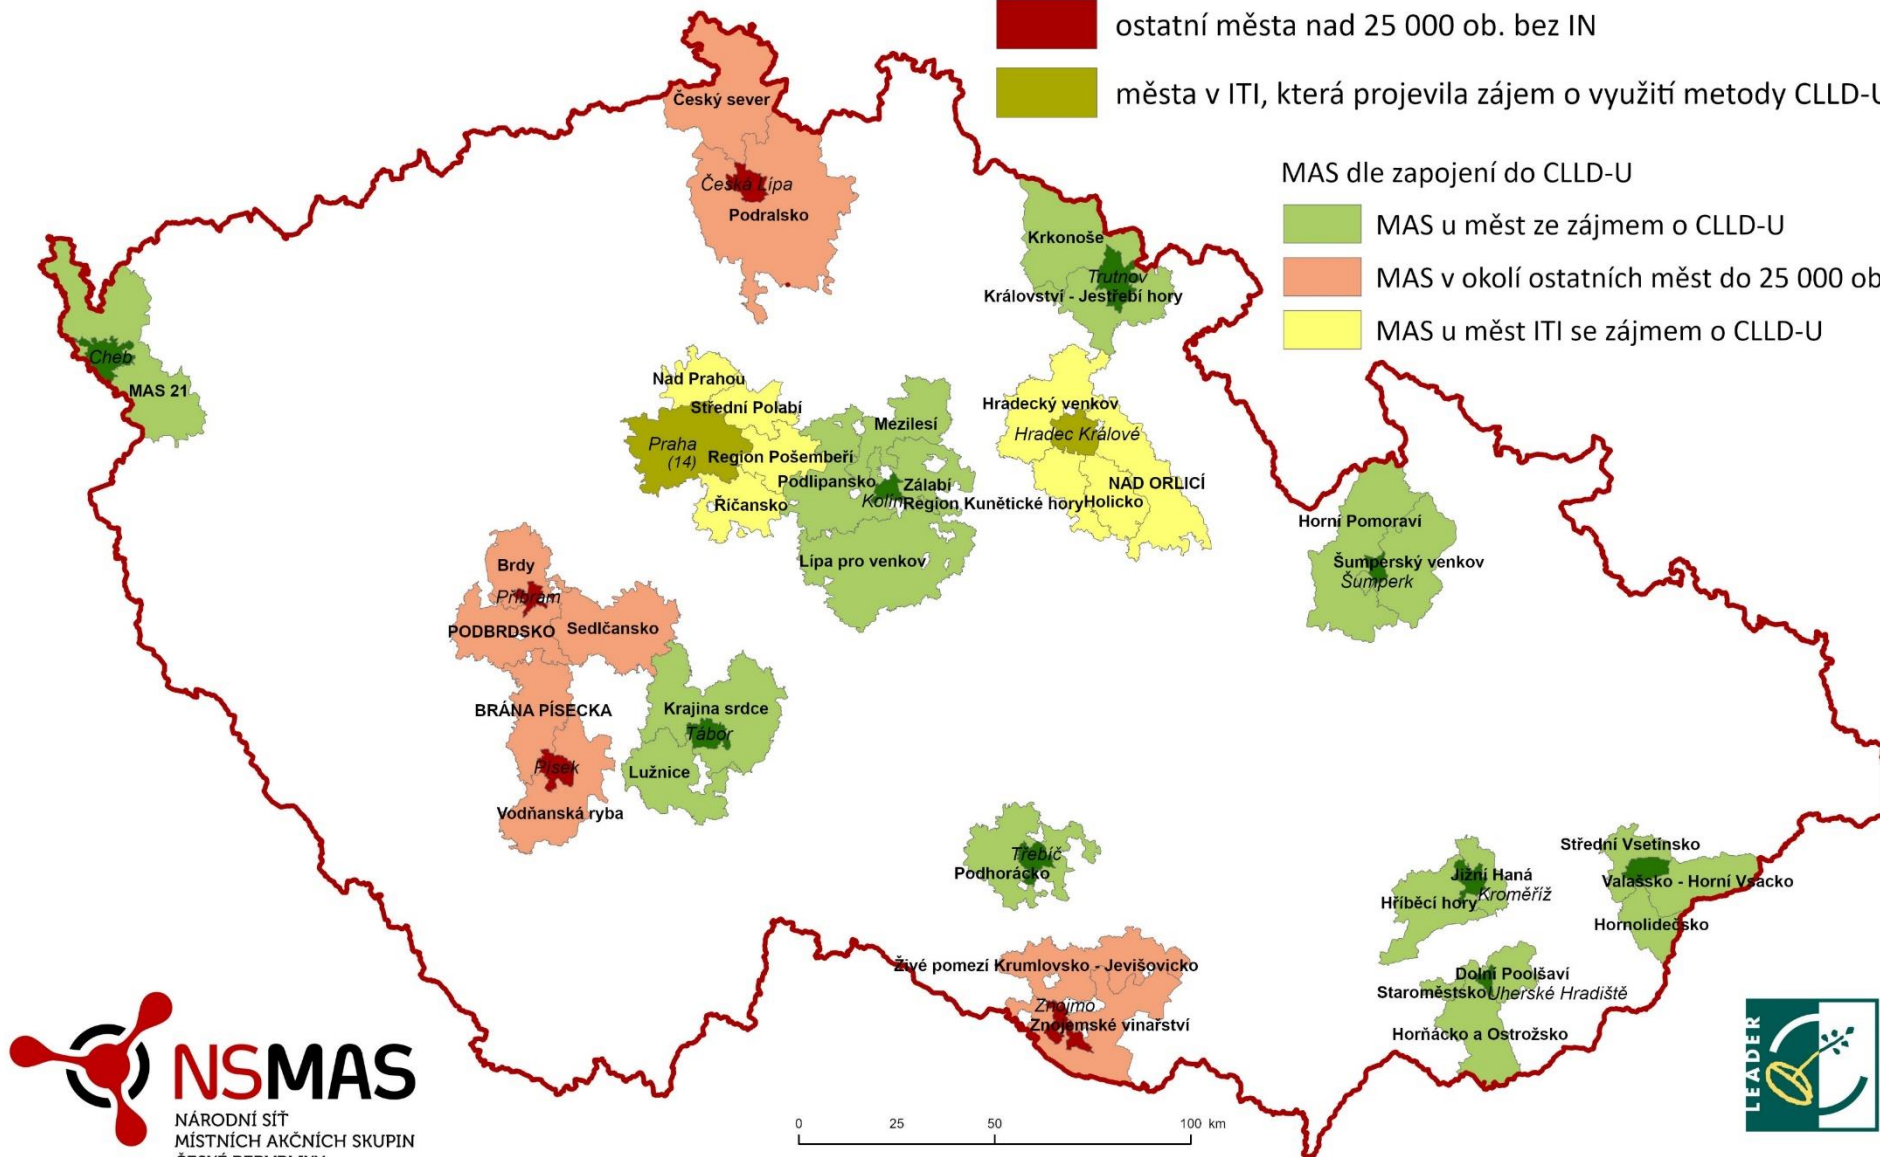 ostatní města nad 25 000 ob. bez IN
města v ITI, která projevila zájem o využití metody CLLD-U
MAS dle zapojení do CLLD-U
MAS u měst ze zájmem o CLLD-U
MAS v okolí ostatních měst do 25 000 ob
MAS u měst ITI se zájmem o CLLD-U
Český sever
Česká Lípa
Podralsko
Krkonoše
Trutnov
Království - Jestřebí hory
Cheb
MAS 21
Nad Prahou
Střední Polabí
Praha
(14)
Region Pošembeří
Říčansko
Mezilesí
Podlipansko
Kolín
Zálabí
Region Kunětické hory
Lípa pro venkov
Hradecký venkov
Hradec Králové
NAD ORLICÍ
Holicko
Horní Pomoraví
Šumperský venkov
Šumperk
Brdy
Příbram
PODBRDSKO
Sedlčansko
BRÁNA PÍSECKA
Písek
Vodňanská ryba
Krajina srdce
Tábor
Lužnice
Třebíč
Podhorácko
Živé pomezí Krumlovsko - Jevišovicko
Znojmo
Znojemské vinařství
Střední Vsetínsko
Valašsko - Horní Vsacko
Hornolidečsko
Jižní Haná
Kroměříž
Hříběcí hory
Dolní Poolšaví
Staroměstsko
Uherské Hradiště
Horňácko a Ostrožsko
NSMAS
NÁRODNÍ SÍŤ
MÍSTNÍCH AKČNÍCH SKUPIN
0 25 50 100 km
LEADER